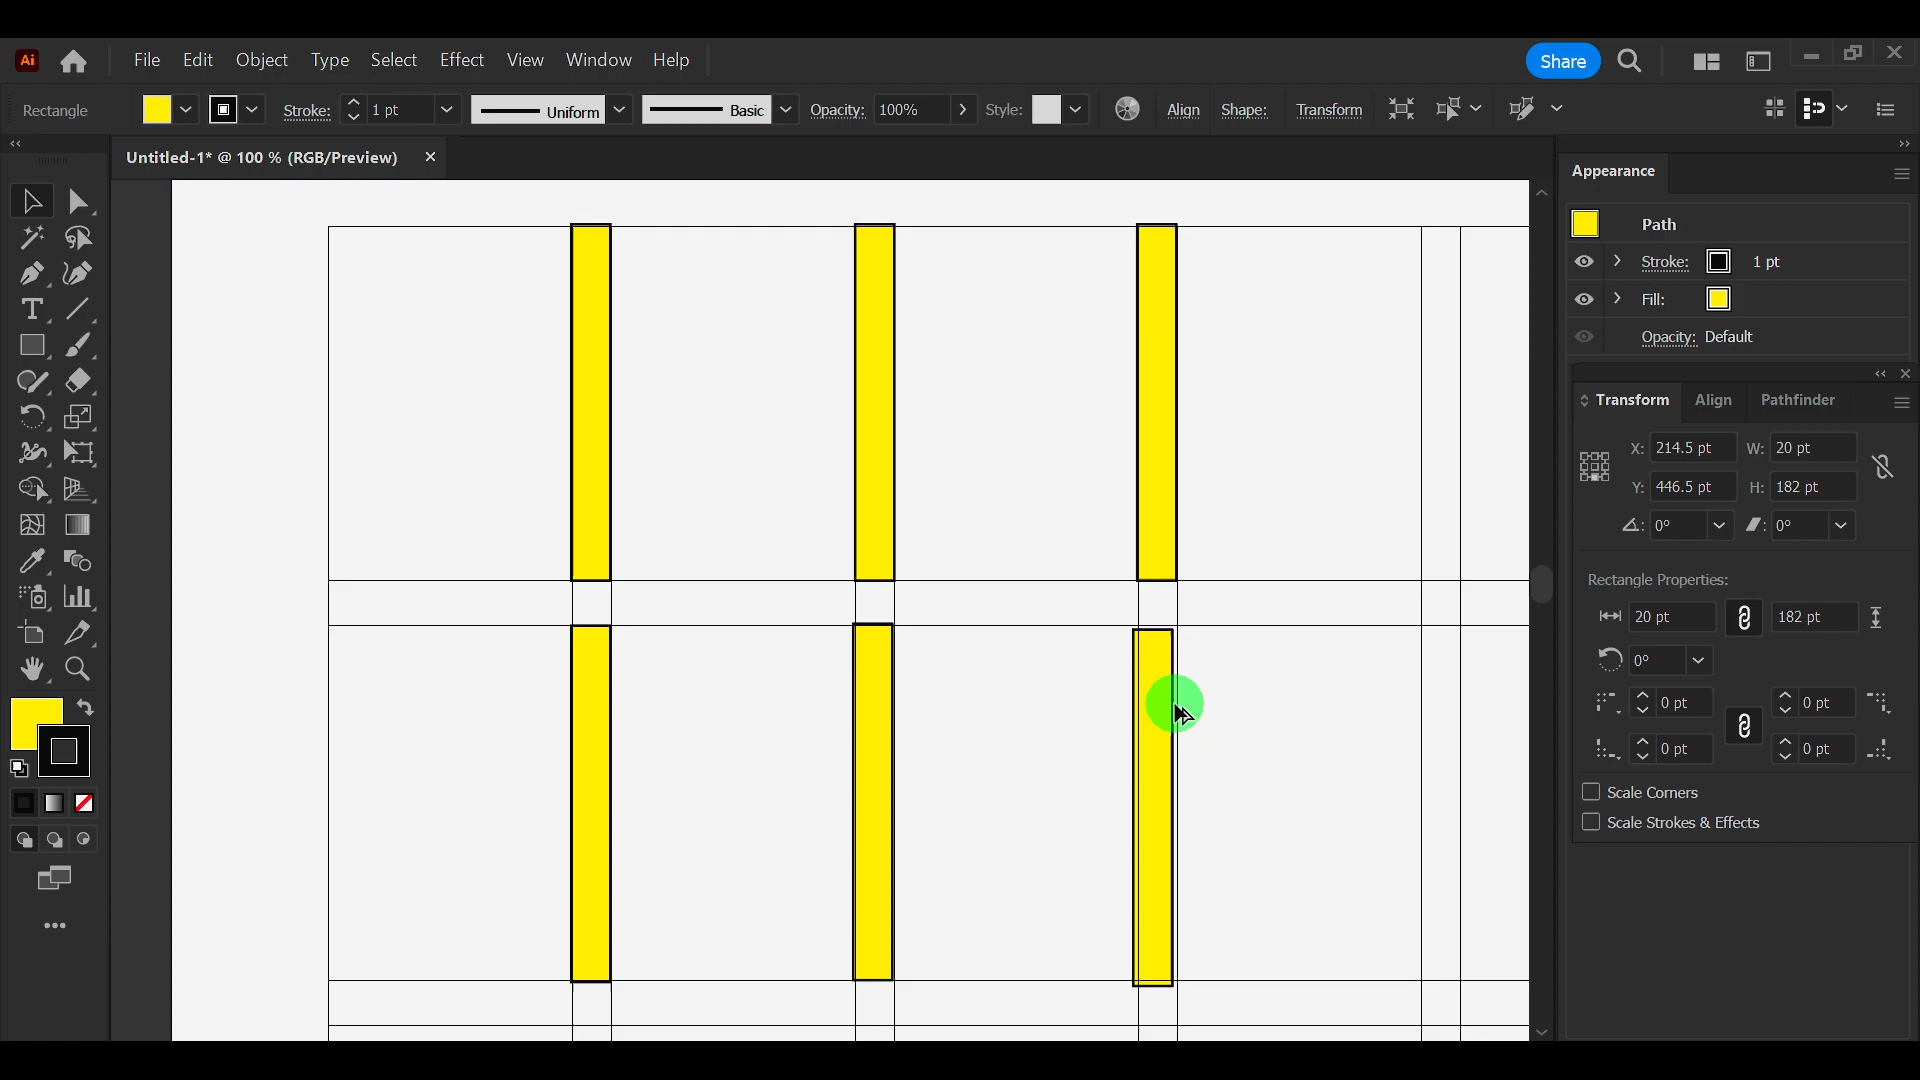 Ai File Edit Object Type Select Effect View Window Help Share
Rectangle Stroke: 1 pt Uniform Basic Opacity: 100% Style: Align Shape: Transform
Untitled-1* @ 100 % (RGB/Preview)
Appearance
Path
Stroke: 1 pt
Fill:
Opacity: Default
Transform Align Pathfinder
X: 214.5 pt W: 20 pt
Y: 446.5 pt H: 182 pt
0° 0°
Rectangle Properties:
20 pt 182 pt
0°
0 pt 0 pt
0 pt 0 pt
Scale Corners
Scale Strokes & Effects